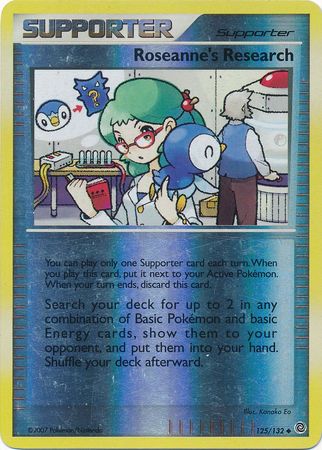 SUPPORTER
Supporter
Roseanne's Research
?
You can play only one Supporter card each turn. When
you play this card, put it next to your Active Pokémon.
When your turn ends, discard this card.
Search your deck for up to 2 in any
combination of Basic Pokémon and basic
Energy cards, show them to your
opponent, and put them into your hand.
Shuffle your deck afterward.
Illus. Kanako Eo
©2007 Pokémon/Nintendo
125/132